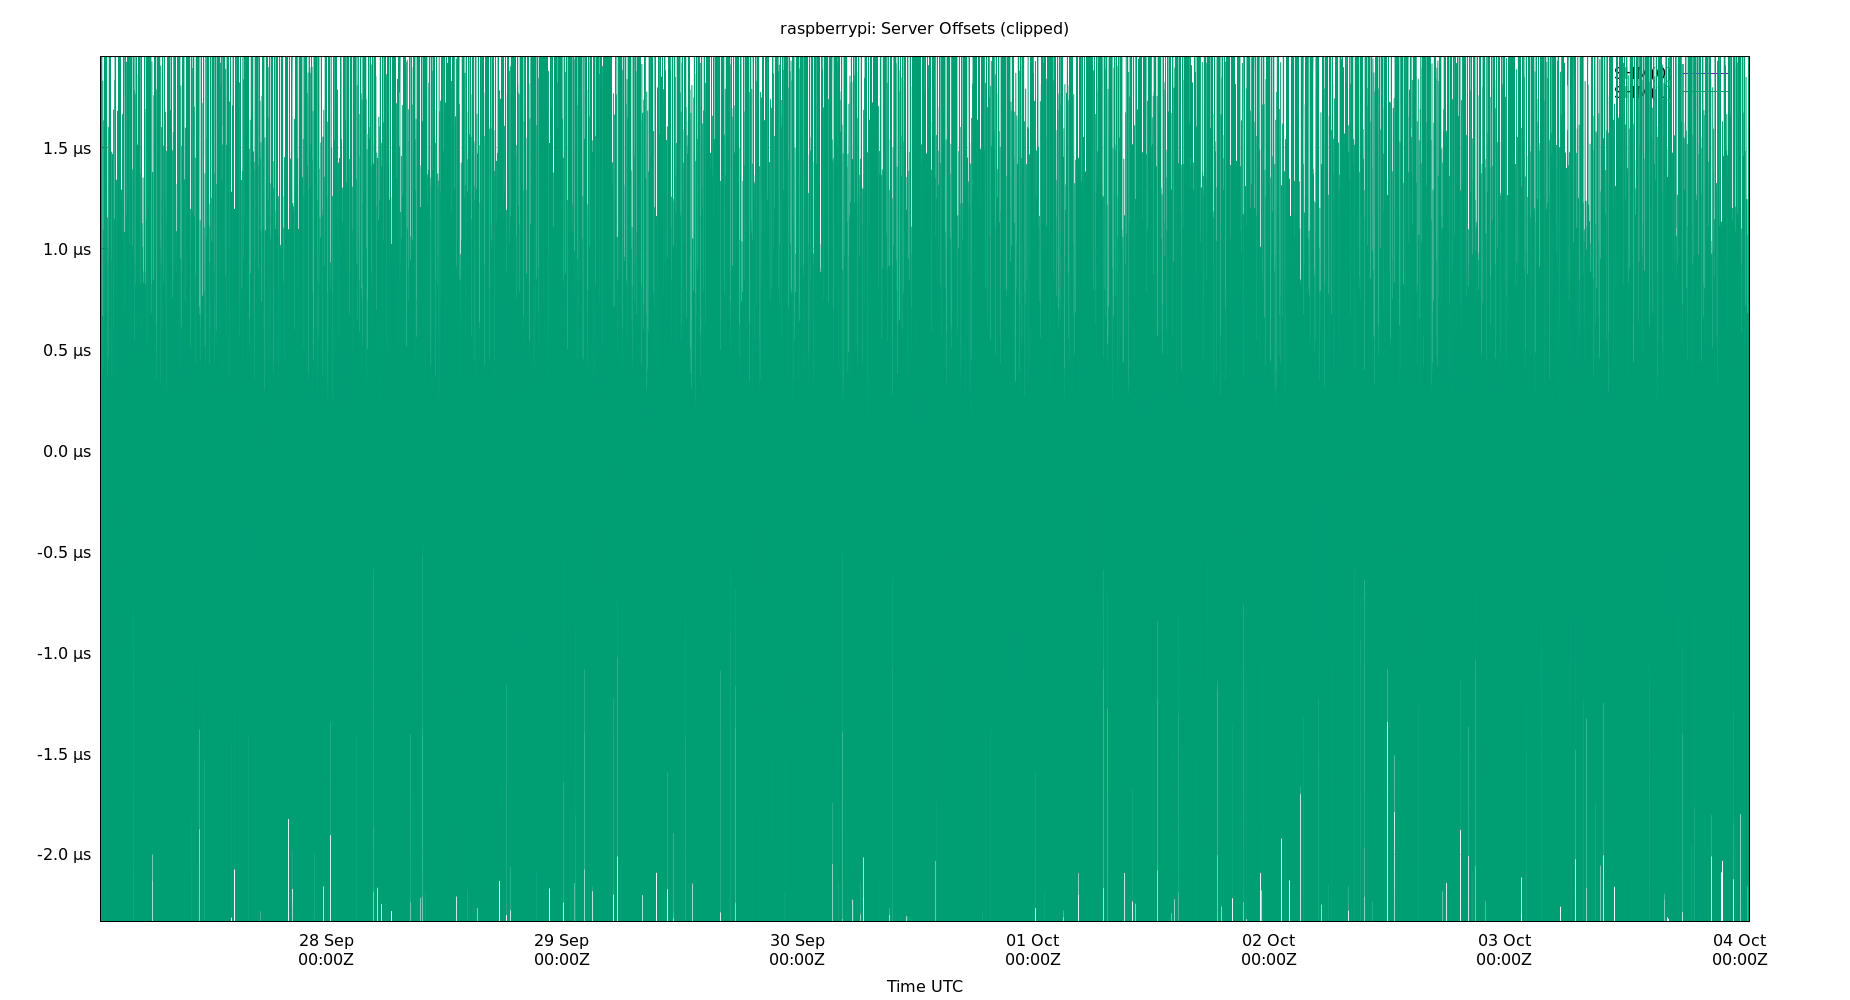 raspberrypi: Server Offsets (clipped)
1.5 µs
1.0 µs
0.5 µs
0.0 µs
-0.5 µs
-1.0 µs
-1.5 µs
-2.0 µs
28 Sep
00:00Z
29 Sep
00:00Z
30 Sep
00:00Z
01 Oct
00:00Z
02 Oct
00:00Z
03 Oct
00:00Z
04 Oct
00:00Z
Time UTC